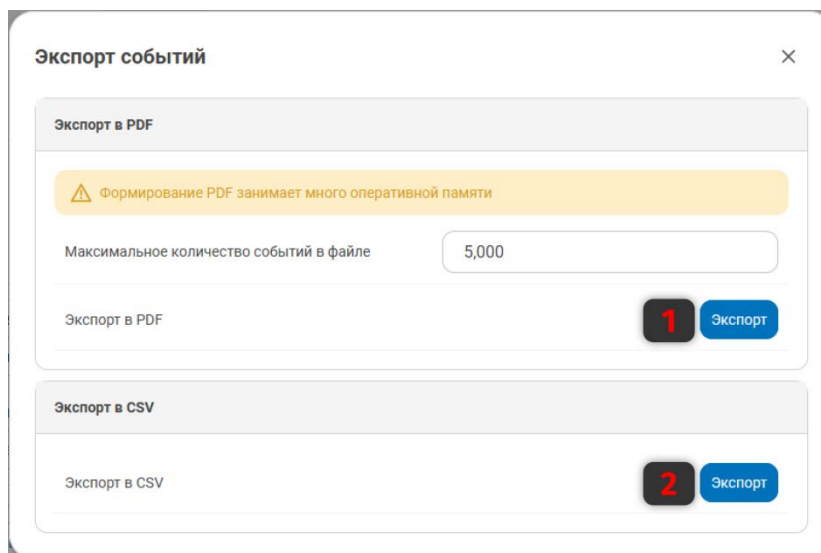 Экспорт событий
Экспорт в PDF
Формирование PDF занимает много оперативной памяти
Максимальное количество событий в файле 5,000
Экспорт в PDF 1 Экспорт
Экспорт в CSV
Экспорт в CSV 2 Экспорт